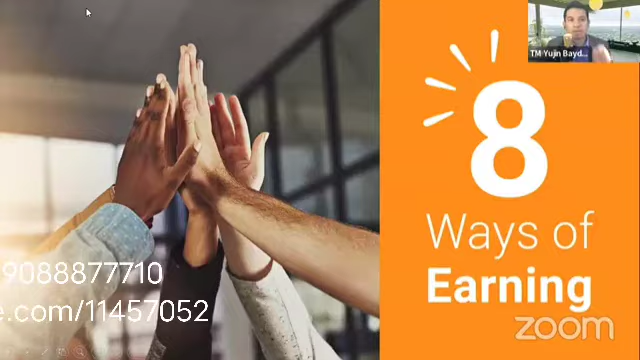 TM Yujin Bayd...
8
Ways of
Earning
9088877710
e.com/11457052
zoom